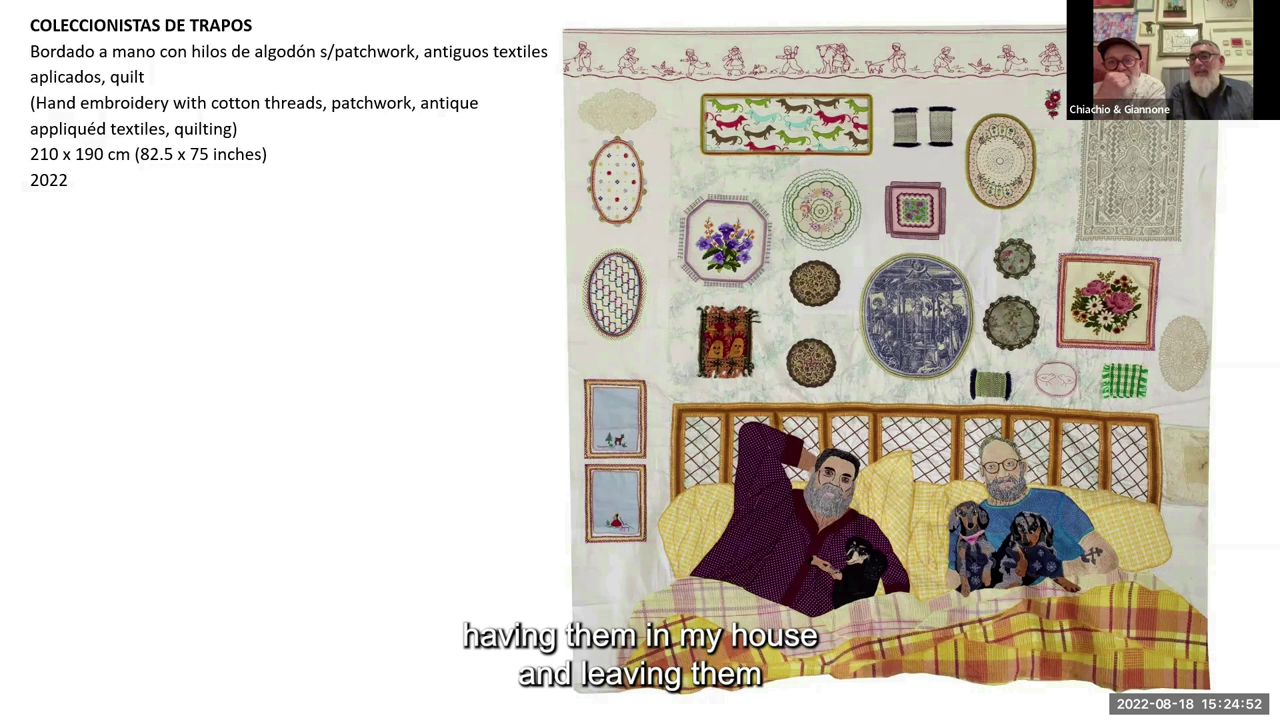 COLECCIONISTAS DE TRAPOS
Bordado a mano con hilos de algodón s/patchwork, antiguos textiles
aplicados, quilt
(Hand embroidery with cotton threads, patchwork, antique
appliquéd textiles, quilting)
210 x 190 cm (82.5 x 75 inches)
2022
Chiachio & Giannone
having them in my house
and leaving them
2022-08-18 15:24:52